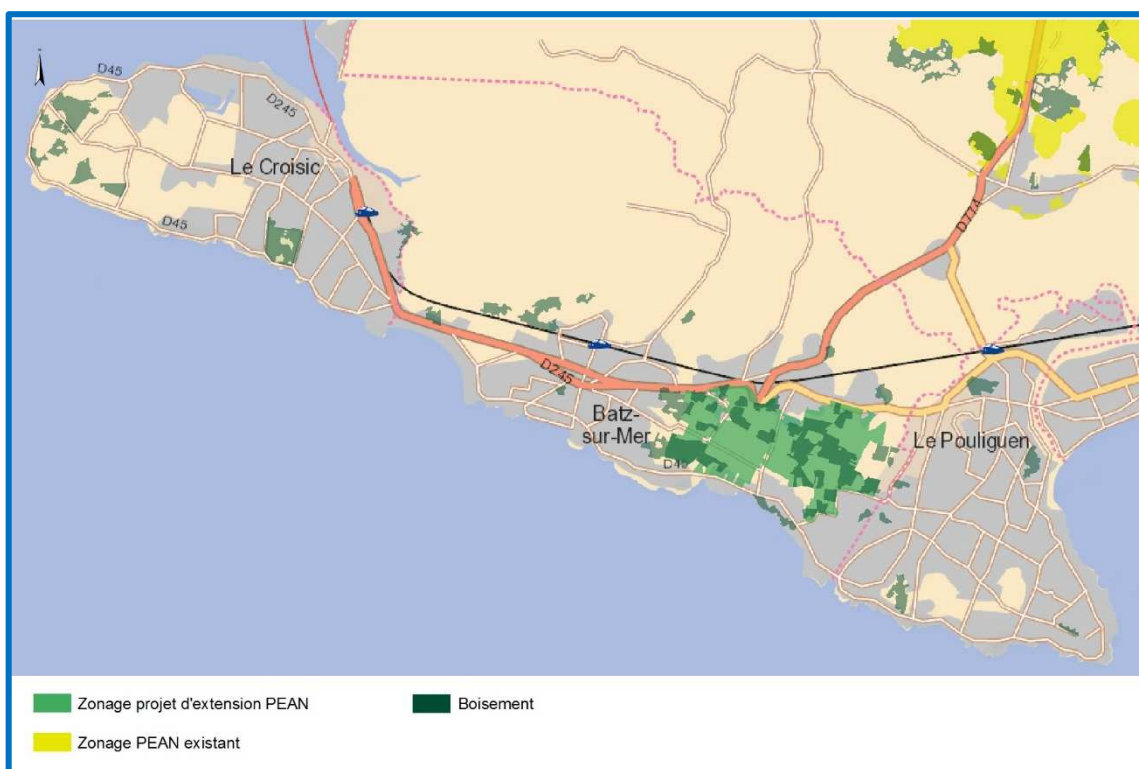 D45
D245
Le Croisic
D45
D714
D245
Batz-
sur-Mer
Le Pouliguen
D45
Zonage projet d'extension PEAN
Boisement
Zonage PEAN existant